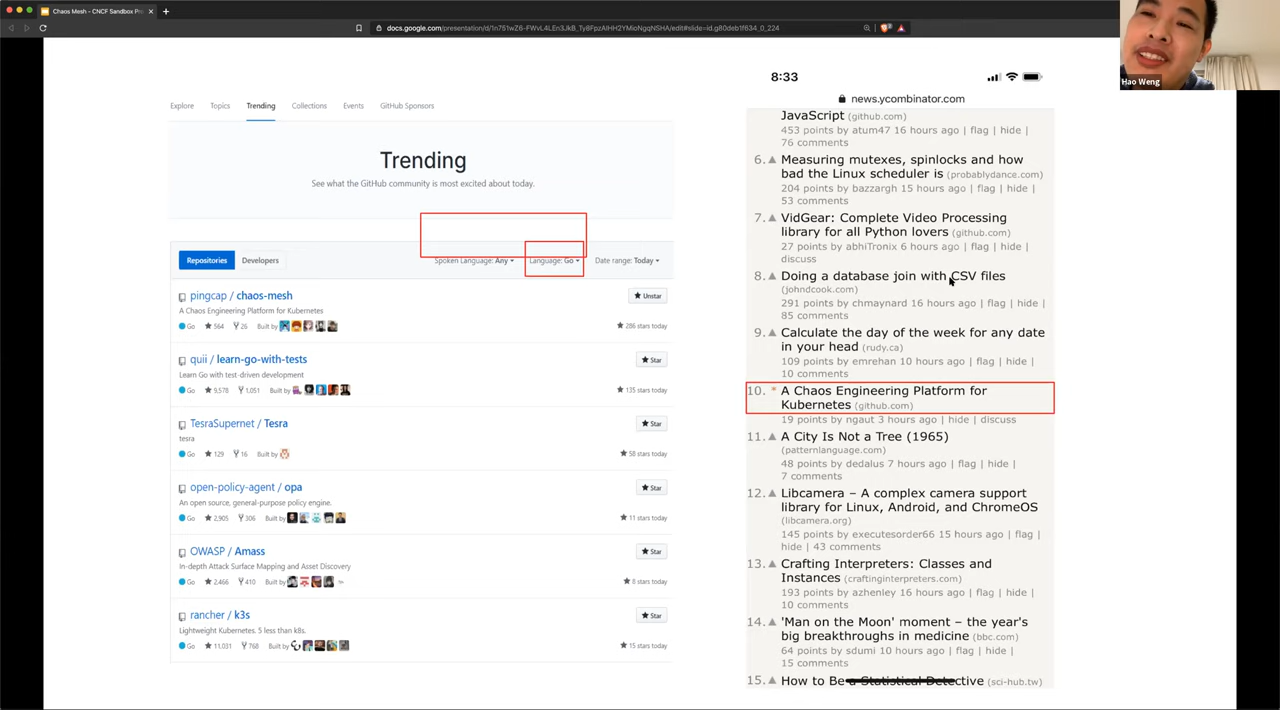 Chaos Mesh - CNCF Sandbox Pro
docs.google.com/presentation/d/1n751wZ6-FWvL4LEn3JkB_Ty8FpzAIHH2YMioNgqNSHA/edit#slide=id.g80deb1f634_0_224
Hao Weng
Explore Topics Trending Collections Events GitHub Sponsors
Trending
See what the GitHub community is most excited about today.
Repositories Developers Spoken Language: Any Language: Go Date range: Today
pingcap / chaos-mesh Unstar
A Chaos Engineering Platform for Kubernetes
Go 564 26 Built by 286 stars today
quii / learn-go-with-tests Star
Learn Go with test-driven development
Go 9,578 1,051 Built by 135 stars today
TesraSupernet / Tesra Star
tesra
Go 129 16 Built by 58 stars today
open-policy-agent / opa Star
An open source, general-purpose policy engine.
Go 2,905 306 Built by 11 stars today
OWASP / Amass Star
In-depth Attack Surface Mapping and Asset Discovery
Go 2,466 410 Built by 8 stars today
rancher / k3s Star
Lightweight Kubernetes. 5 less than k8s.
Go 11,031 768 Built by 15 stars today
8:33
news.ycombinator.com
JavaScript (github.com)
453 points by atum47 16 hours ago | flag | hide |
76 comments
6. Measuring mutexes, spinlocks and how
bad the Linux scheduler is (probablydance.com)
204 points by bazzargh 15 hours ago | flag | hide |
53 comments
7. VidGear: Complete Video Processing
library for all Python lovers (github.com)
27 points by abhiTronix 6 hours ago | flag | hide |
discuss
8. Doing a database join with CSV files
(johndcook.com)
291 points by chmaynard 16 hours ago | flag | hide |
85 comments
9. Calculate the day of the week for any date
in your head (rudy.ca)
109 points by emrehan 10 hours ago | flag | hide |
10 comments
10. * A Chaos Engineering Platform for
Kubernetes (github.com)
19 points by ngaut 3 hours ago | hide | discuss
11. A City Is Not a Tree (1965)
(patternlanguage.com)
48 points by dedalus 7 hours ago | flag | hide |
7 comments
12. Libcamera – A complex camera support
library for Linux, Android, and ChromeOS
(libcamera.org)
145 points by executesorder66 15 hours ago | flag |
hide | 43 comments
13. Crafting Interpreters: Classes and
Instances (craftinginterpreters.com)
193 points by azhenley 16 hours ago | flag | hide |
10 comments
14. 'Man on the Moon' moment – the year's
big breakthroughs in medicine (bbc.com)
64 points by sdumi 10 hours ago | flag | hide |
15 comments
15. How to Be a Statistical Detective (sci-hub.tw)